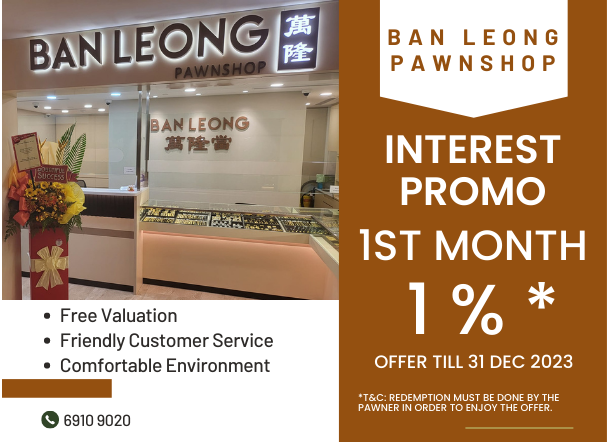 BAN LEONG 萬
隆
PAWNSHOP
BAN LEONG
萬隆當
SUCCESS
• Free Valuation
• Friendly Customer Service
• Comfortable Environment
6910 9020
BAN LEONG
PAWNSHOP
INTEREST
PROMO
1ST MONTH
1 % *
OFFER TILL 31 DEC 2023
*T&C: REDEMPTION MUST BE DONE BY THE
PAWNER IN ORDER TO ENJOY THE OFFER.